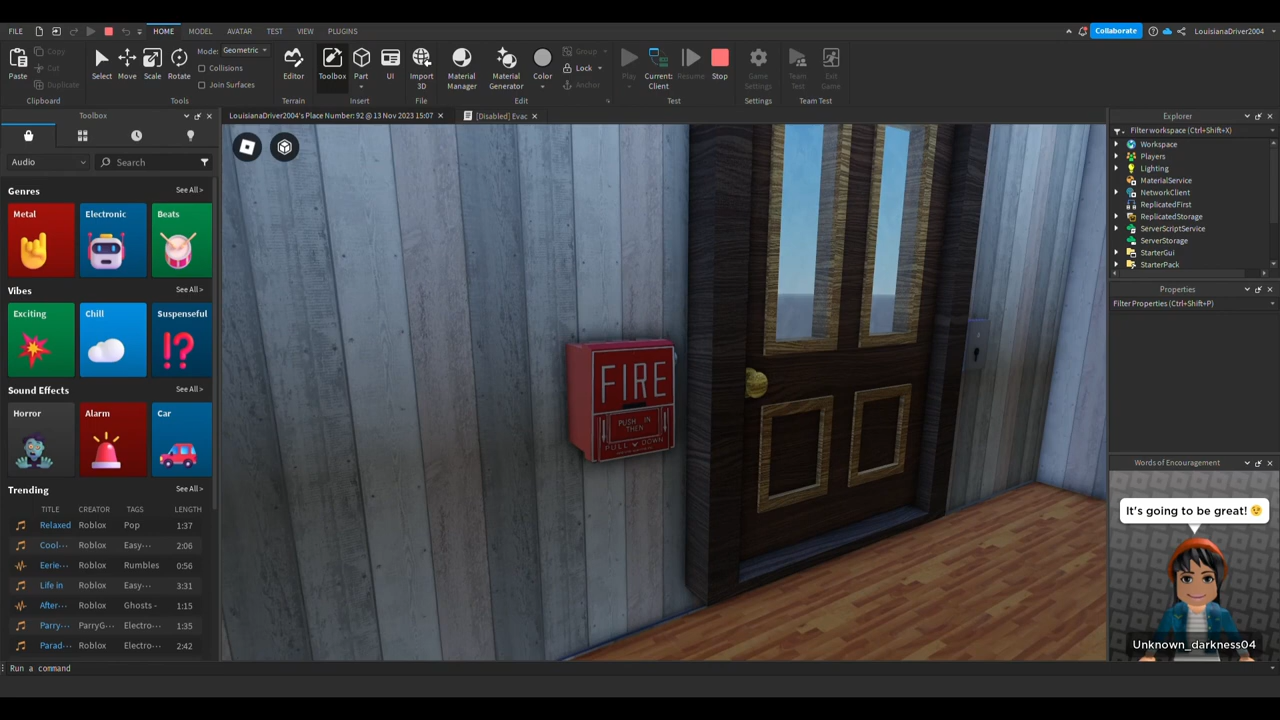 FILE HOME MODEL AVATAR TEST VIEW PLUGINS Collaborate LouisianaDriver2004
Paste Copy Cut Duplicate
Select Move Scale Rotate
Mode: Geometric
Collisions
Join Surfaces
Editor Toolbox Part UI Import 3D Material Manager Material Generator Color
Group Lock Anchor
Play Current: Client Resume Stop Game Settings Team Test Exit Game
Clipboard Tools Terrain Insert File Edit Test Settings Team Test
Toolbox
LouisianaDriver2004's Place Number: 92 @ 13 Nov 2023 15:07
[Disabled] Evac
Audio
Search
Genres See All >
Metal Electronic Beats
Vibes See All >
Exciting Chill Suspenseful
Sound Effects See All >
Horror Alarm Car
Trending See All >
TITLE CREATOR TAGS LENGTH
Relaxed Roblox Pop 1:37
Cool··· Roblox Easy··· 2:06
Eerie··· Roblox Rumbles 0:56
Life in Roblox Easy··· 3:31
After··· Roblox Ghosts - 1:15
Parry··· ParryG··· Electro··· 1:35
Parad··· Roblox Electro··· 2:42
FIRE
PUSH IN
THEN
PULL DOWN
Explorer
Filter workspace (Ctrl+Shift+X)
Workspace
Players
Lighting
MaterialService
NetworkClient
ReplicatedFirst
ReplicatedStorage
ServerScriptService
ServerStorage
StarterGui
StarterPack
Properties
Filter Properties (Ctrl+Shift+P)
Words of Encouragement
It's going to be great! 😉
Unknown_darkness04
Run a command